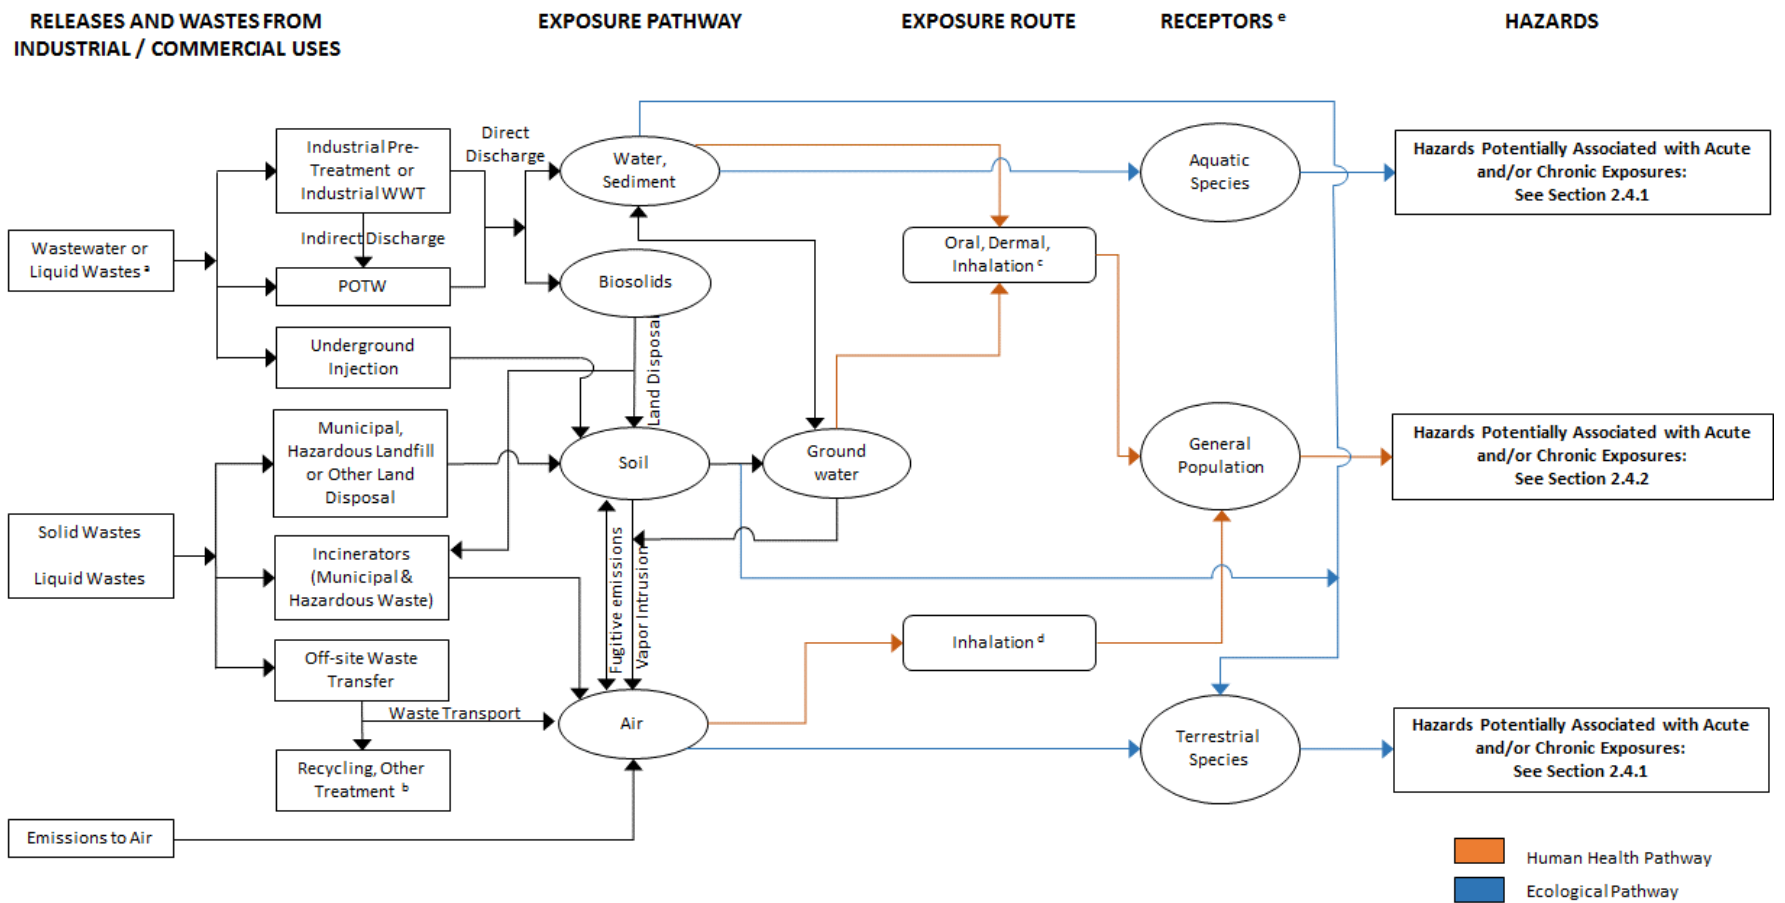 RELEASES AND WASTES FROM
INDUSTRIAL / COMMERCIAL USES
EXPOSURE PATHWAY
EXPOSURE ROUTE
RECEPTORS e
HAZARDS
Wastewater or
Liquid Wastes a
Industrial Pre-
Treatment or
Industrial WWT
Indirect Discharge
POTW
Underground
Injection
Direct
Discharge
Water,
Sediment
Biosolids
Land Disposal
Oral, Dermal,
Inhalation c
Aquatic
Species
Hazards Potentially Associated with Acute
and/or Chronic Exposures:
See Section 2.4.1
Solid Wastes
Liquid Wastes
Municipal,
Hazardous Landfill
or Other Land
Disposal
Incinerators
(Municipal &
Hazardous Waste)
Off-site Waste
Transfer
Waste Transport
Recycling, Other
Treatment b
Soil
Ground
water
Fugitive emissions
Vapor Intrusion
General
Population
Hazards Potentially Associated with Acute
and/or Chronic Exposures:
See Section 2.4.2
Inhalation d
Air
Terrestrial
Species
Hazards Potentially Associated with Acute
and/or Chronic Exposures:
See Section 2.4.1
Emissions to Air
Human Health Pathway
Ecological Pathway